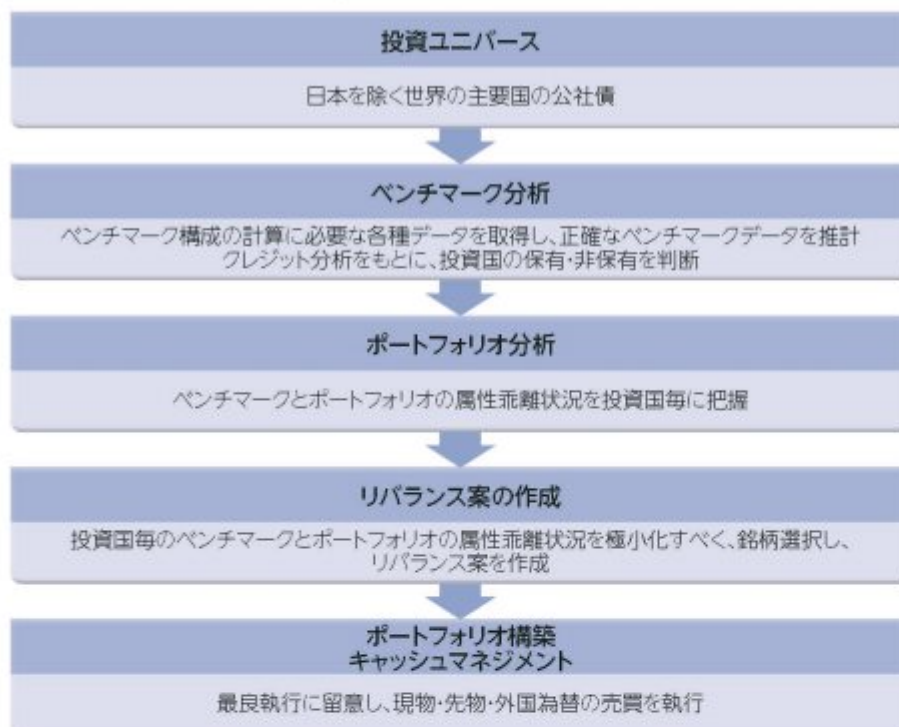 投資ユニバース
日本を除く世界の主要国の公社債
ベンチマーク分析
ベンチマーク構成の計算に必要な各種データを取得し、正確なベンチマークデータを推計
クレジット分析をもとに、投資国の保有・非保有を判断
ポートフォリオ分析
ベンチマークとポートフォリオの属性乖離状況を投資国毎に把握
リバランス案の作成
投資国毎のベンチマークとポートフォリオの属性乖離状況を極小化すべく、銘柄選択し、
リバランス案を作成
ポートフォリオ構築
キャッシュマネジメント
最良執行に留意し、現物・先物・外国為替の売買を執行